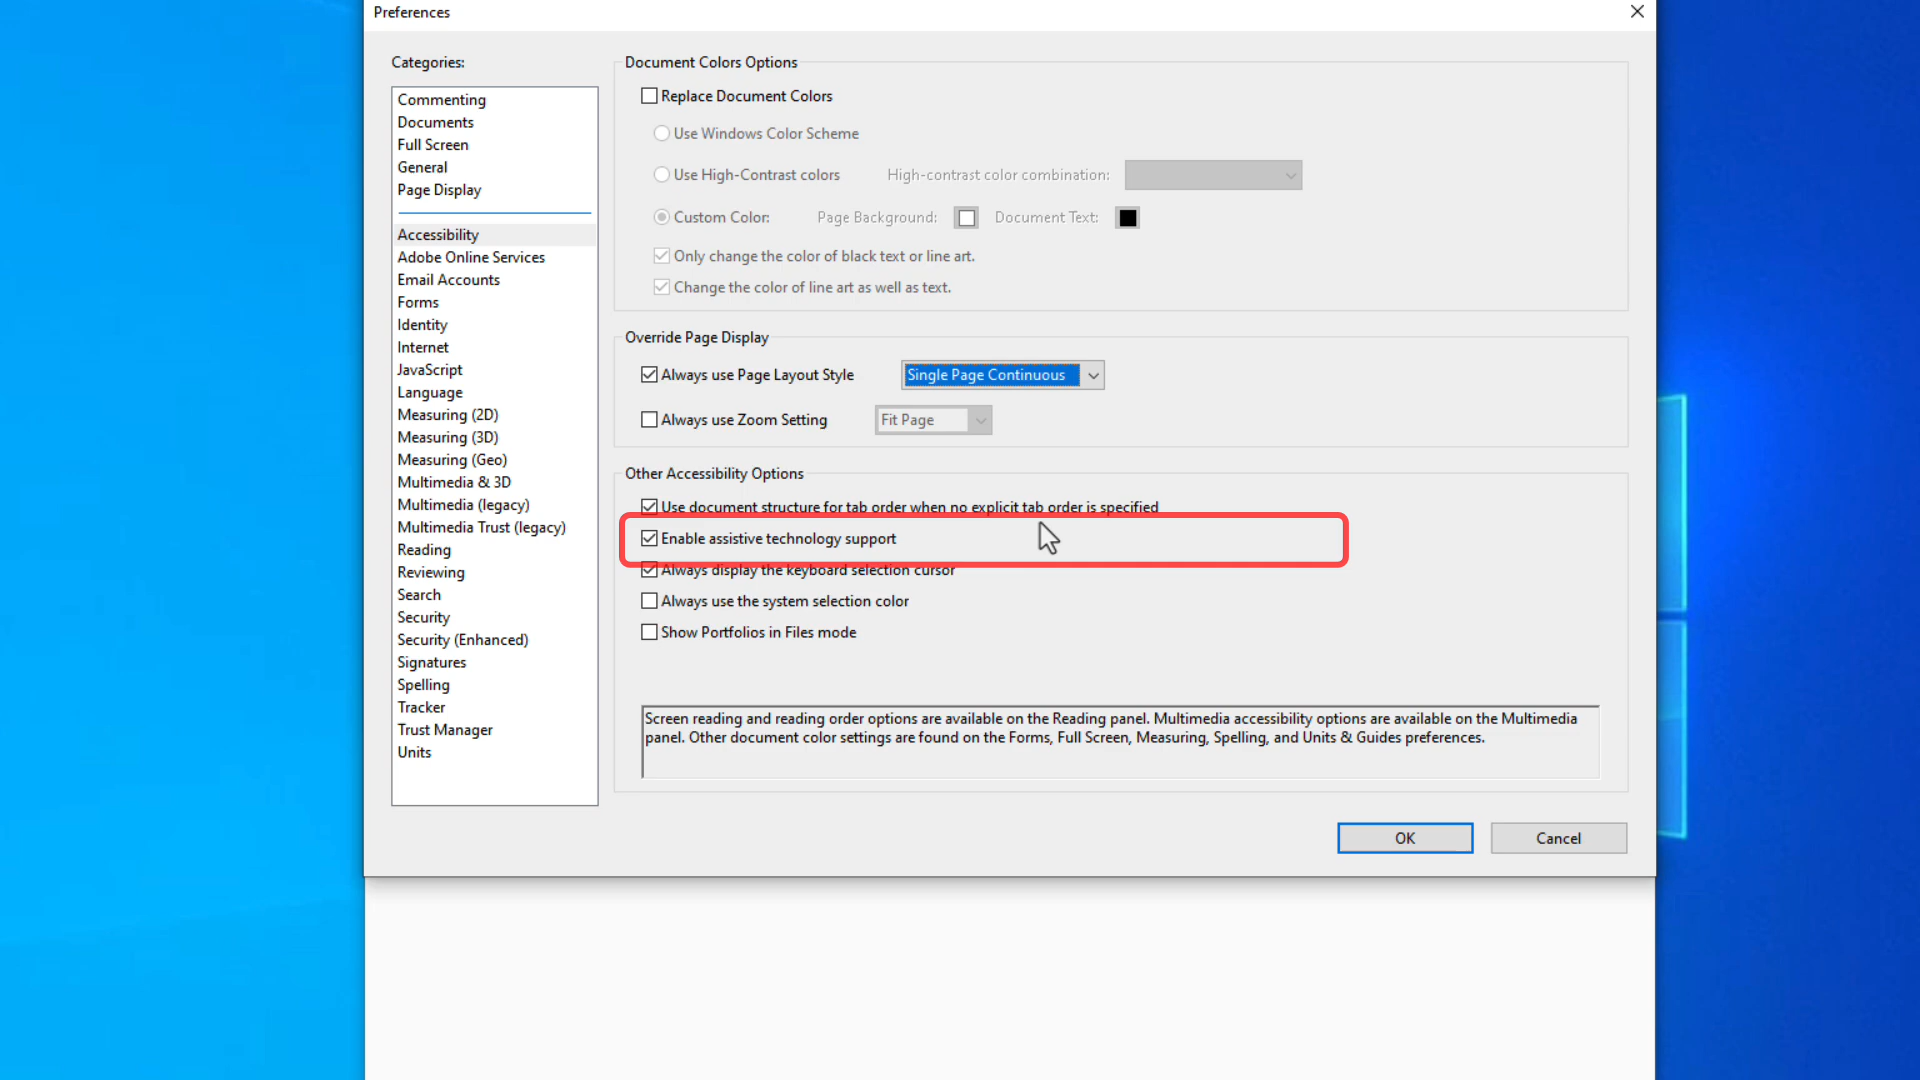 Preferences
Categories:
Commenting
Documents
Full Screen
General
Page Display
Accessibility
Adobe Online Services
Email Accounts
Forms
Identity
Internet
JavaScript
Language
Measuring (2D)
Measuring (3D)
Measuring (Geo)
Multimedia & 3D
Multimedia (legacy)
Multimedia Trust (legacy)
Reading
Reviewing
Search
Security
Security (Enhanced)
Signatures
Spelling
Tracker
Trust Manager
Units
Document Colors Options
Replace Document Colors
Use Windows Color Scheme
Use High-Contrast colors High-contrast color combination:
Custom Color: Page Background: Document Text:
Only change the color of black text or line art.
Change the color of line art as well as text.
Override Page Display
Always use Page Layout Style Single Page Continuous
Always use Zoom Setting Fit Page
Other Accessibility Options
Use document structure for tab order when no explicit tab order is specified
Enable assistive technology support
Always display the keyboard selection cursor
Always use the system selection color
Show Portfolios in Files mode
Screen reading and reading order options are available on the Reading panel. Multimedia accessibility options are available on the Multimedia
panel. Other document color settings are found on the Forms, Full Screen, Measuring, Spelling, and Units & Guides preferences.
OK Cancel